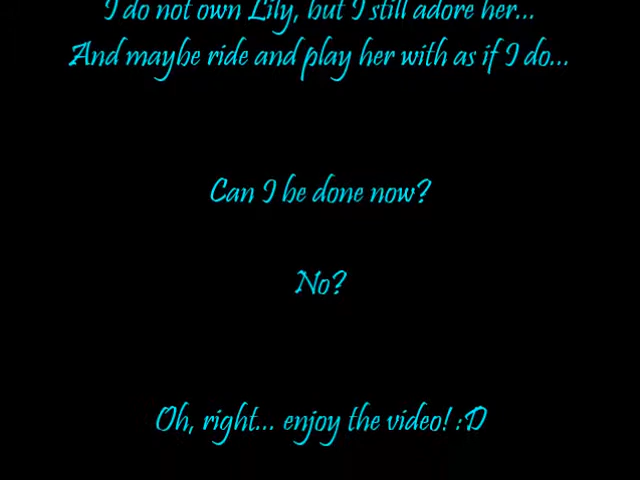 I do not own Lily, but I still adore her...
And maybe ride and play her with as if I do...
Can I be done now?
No?
Oh, right... enjoy the video! :D